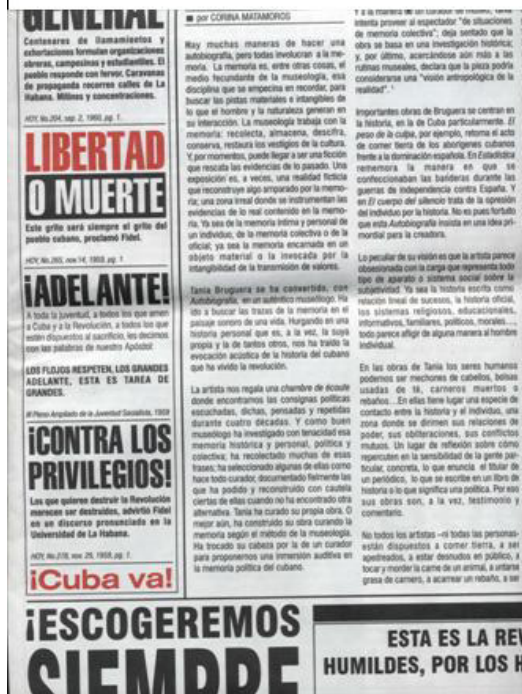 GENERAL
Centenares de llamamientos y
exhortaciones formulan organizaciones
obreras, campesinas y estudiantiles. El
pueblo responde con fervor. Caravanas
de propaganda recorren calles de La
Habana. Mítines y concentraciones.
HOY, No.204, sep. 2, 1960, pg. 1.
LIBERTAD
O MUERTE
Este grito será siempre el grito del
pueblo cubano, proclamó Fidel.
HOY, No.265, nov.14, 1959, pg. 1.
¡ADELANTE!
A toda la juventud, a todos los que amen
a Cuba y a la Revolución, a todos los que
estén dispuestos al sacrificio, les decimos
con las palabras de nuestro Apóstol:
LOS FLOJOS RESPETEN, LOS GRANDES
ADELANTE, ESTA ES TAREA DE
GRANDES.
III Pleno Ampliado de la Juventud Socialista, 1959
¡CONTRA LOS
PRIVILEGIOS!
Los que quieren destruir la Revolución
merecen ser destruidos, advirtió Fidel
en un discurso pronunciado en la
Universidad de La Habana.
HOY, No.278, nov. 29, 1959, pg. 1.
¡Cuba va!
por CORINA MATAMOROS
Hay muchas maneras de hacer una
autobiografía, pero todas involucran a la me-
moria. La memoria es, entre otras cosas, el
medio fecundante de la museología, esa
disciplina que se empecina en recordar, para
buscar las pistas materiales e intangibles de
lo que el hombre y la naturaleza generan en
su interacción. La museología trabaja con la
memoria: recolecta, almacena, descifra,
conserva, restaura los vestigios de la cultura.
Y, por momentos, puede llegar a ser una ficción
que rescata las evidencias de lo pasado. Una
exposición es, a veces, una realidad ficticia
que reconstruye algo amparado por la memo-
ria; una zona irreal donde se instrumentan las
evidencias de lo real contenido en la memo-
ria. Ya sea de la memoria íntima y personal de
un individuo, de la memoria colectiva o de la
oficial; ya sea la memoria encarnada en un
objeto material o la invocada por la
intangibilidad de la transmisión de valores.
Tania Bruguera se ha convertido, con
Autobiografía, en un auténtico museólogo. Ha
ido a buscar las trazas de la memoria en el
paisaje sonoro de una vida. Hurgando en una
historia personal que es, a la vez, la suya
propia y la de tantos otros, nos ha traído la
evocación acústica de la historia del cubano
que ha vivido la revolución.
La artista nos regala una chambre de écoute
donde encontramos las consignas políticas
escuchadas, dichas, pensadas y repetidas
durante cuatro décadas. Y como buen
museólogo ha investigado con tenacidad esa
memoria histórica y personal, política y
colectiva; ha recolectado muchas de esas
frases; ha seleccionado algunas de ellas como
hace todo curador; documentado fielmente las
que ha podido y reconstruido con cautela
ciertas de ellas cuando no ha encontrado otra
alternativa. Tania ha curado su propia obra. O
mejor aún, ha construido su obra curando la
memoria según el método de la museología.
Ha trocado su cabeza por la de un curador
para proponernos una inmersión auditiva en
la memoria política del cubano.
Y a la manera de un curador de museo, Tania
intenta proveer al espectador "de situaciones
de memoria colectiva"; deja sentado que la
obra se basa en una investigación histórica;
y, por último, acercándose aún más a las
rutinas museales, declara que la pieza podría
considerarse una "visión antropológica de la
realidad".
Importantes obras de Bruguera se centran en
la historia, en la de Cuba particularmente. El
peso de la culpa, por ejemplo, retoma el acto
de comer tierra de los aborígenes cubanos
frente a la dominación española. En Estadística
rememora la manera en que se
confeccionaban las banderas durante las
guerras de independencia contra España. Y
en El cuerpo del silencio trata de la opresión
del individuo por la historia. No es pues fortuito
que esta Autobiografía insista en una idea pri-
mordial para la creadora.
Lo peculiar de su visión es que la artista parece
obsesionada con la carga que representa todo
tipo de aparato o sistema social sobre la
subjetividad. Ya sea la historia escrita como
relación lineal de sucesos, la historia oficial,
los sistemas religiosos, educacionales,
informativos, familiares, políticos, morales...,
todo parece afligir de alguna manera al hombre
individual.
En las obras de Tania los seres humanos
podemos ser mechones de cabellos, bolsas
usadas de té, carneros muertos o
rebaños... En ellas tiene lugar una especie de
contacto entre la historia y el individuo, una
zona donde se dirimen sus relaciones de
poder, sus obliteraciones, sus conflictos
mutuos. Un lugar de reflexión sobre cómo
repercuten en la sensibilidad de la gente par-
ticular, concreta, lo que enuncia el titular de
un periódico, lo que se escribe en un libro de
historia o lo que significa una política. Por eso
sus obras son, a la vez, testimonio y
comentario.
No todos los artistas –ni todas las personas-
están dispuestos a comer tierra, a ser
apedreados, a estar desnudos en público, a
tocar y morder la carne de un animal, a untarse
grasa de carnero, a acarrear un rebaño, a ser
¡ESCOGEREMOS
SIEMPRE
ESTA ES LA REV
HUMILDES, POR LOS H